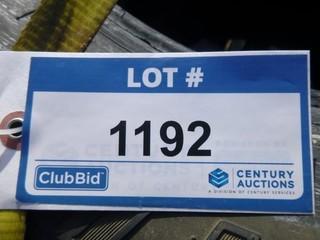 LOT #
1192
ClubBid
CENTURY
AUCTIONS
A DIVISION OF CENTURY SERVICES